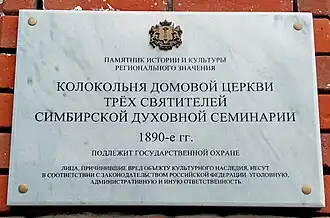 ПАМЯТНИК ИСТОРИИ И КУЛЬТУРЫ
РЕГИОНАЛЬНОГО ЗНАЧЕНИЯ
КОЛОКОЛЬНЯ ДОМОВОЙ ЦЕРКВИ
ТРЁХ СВЯТИТЕЛЕЙ
СИМБИРСКОЙ ДУХОВНОЙ СЕМИНАРИИ
1890-е гг.
ПОДЛЕЖИТ ГОСУДАРСТВЕННОЙ ОХРАНЕ
ЛИЦА, ПРИЧИНИВШИЕ ВРЕД ОБЪЕКТУ КУЛЬТУРНОГО НАСЛЕДИЯ, НЕСУТ
В СООТВЕТСТВИИ С ЗАКОНОДАТЕЛЬСТВОМ РОССИЙСКОЙ ФЕДЕРАЦИИ УГОЛОВНУЮ,
АДМИНИСТРАТИВНУЮ И ИНУЮ ОТВЕТСТВЕННОСТЬ